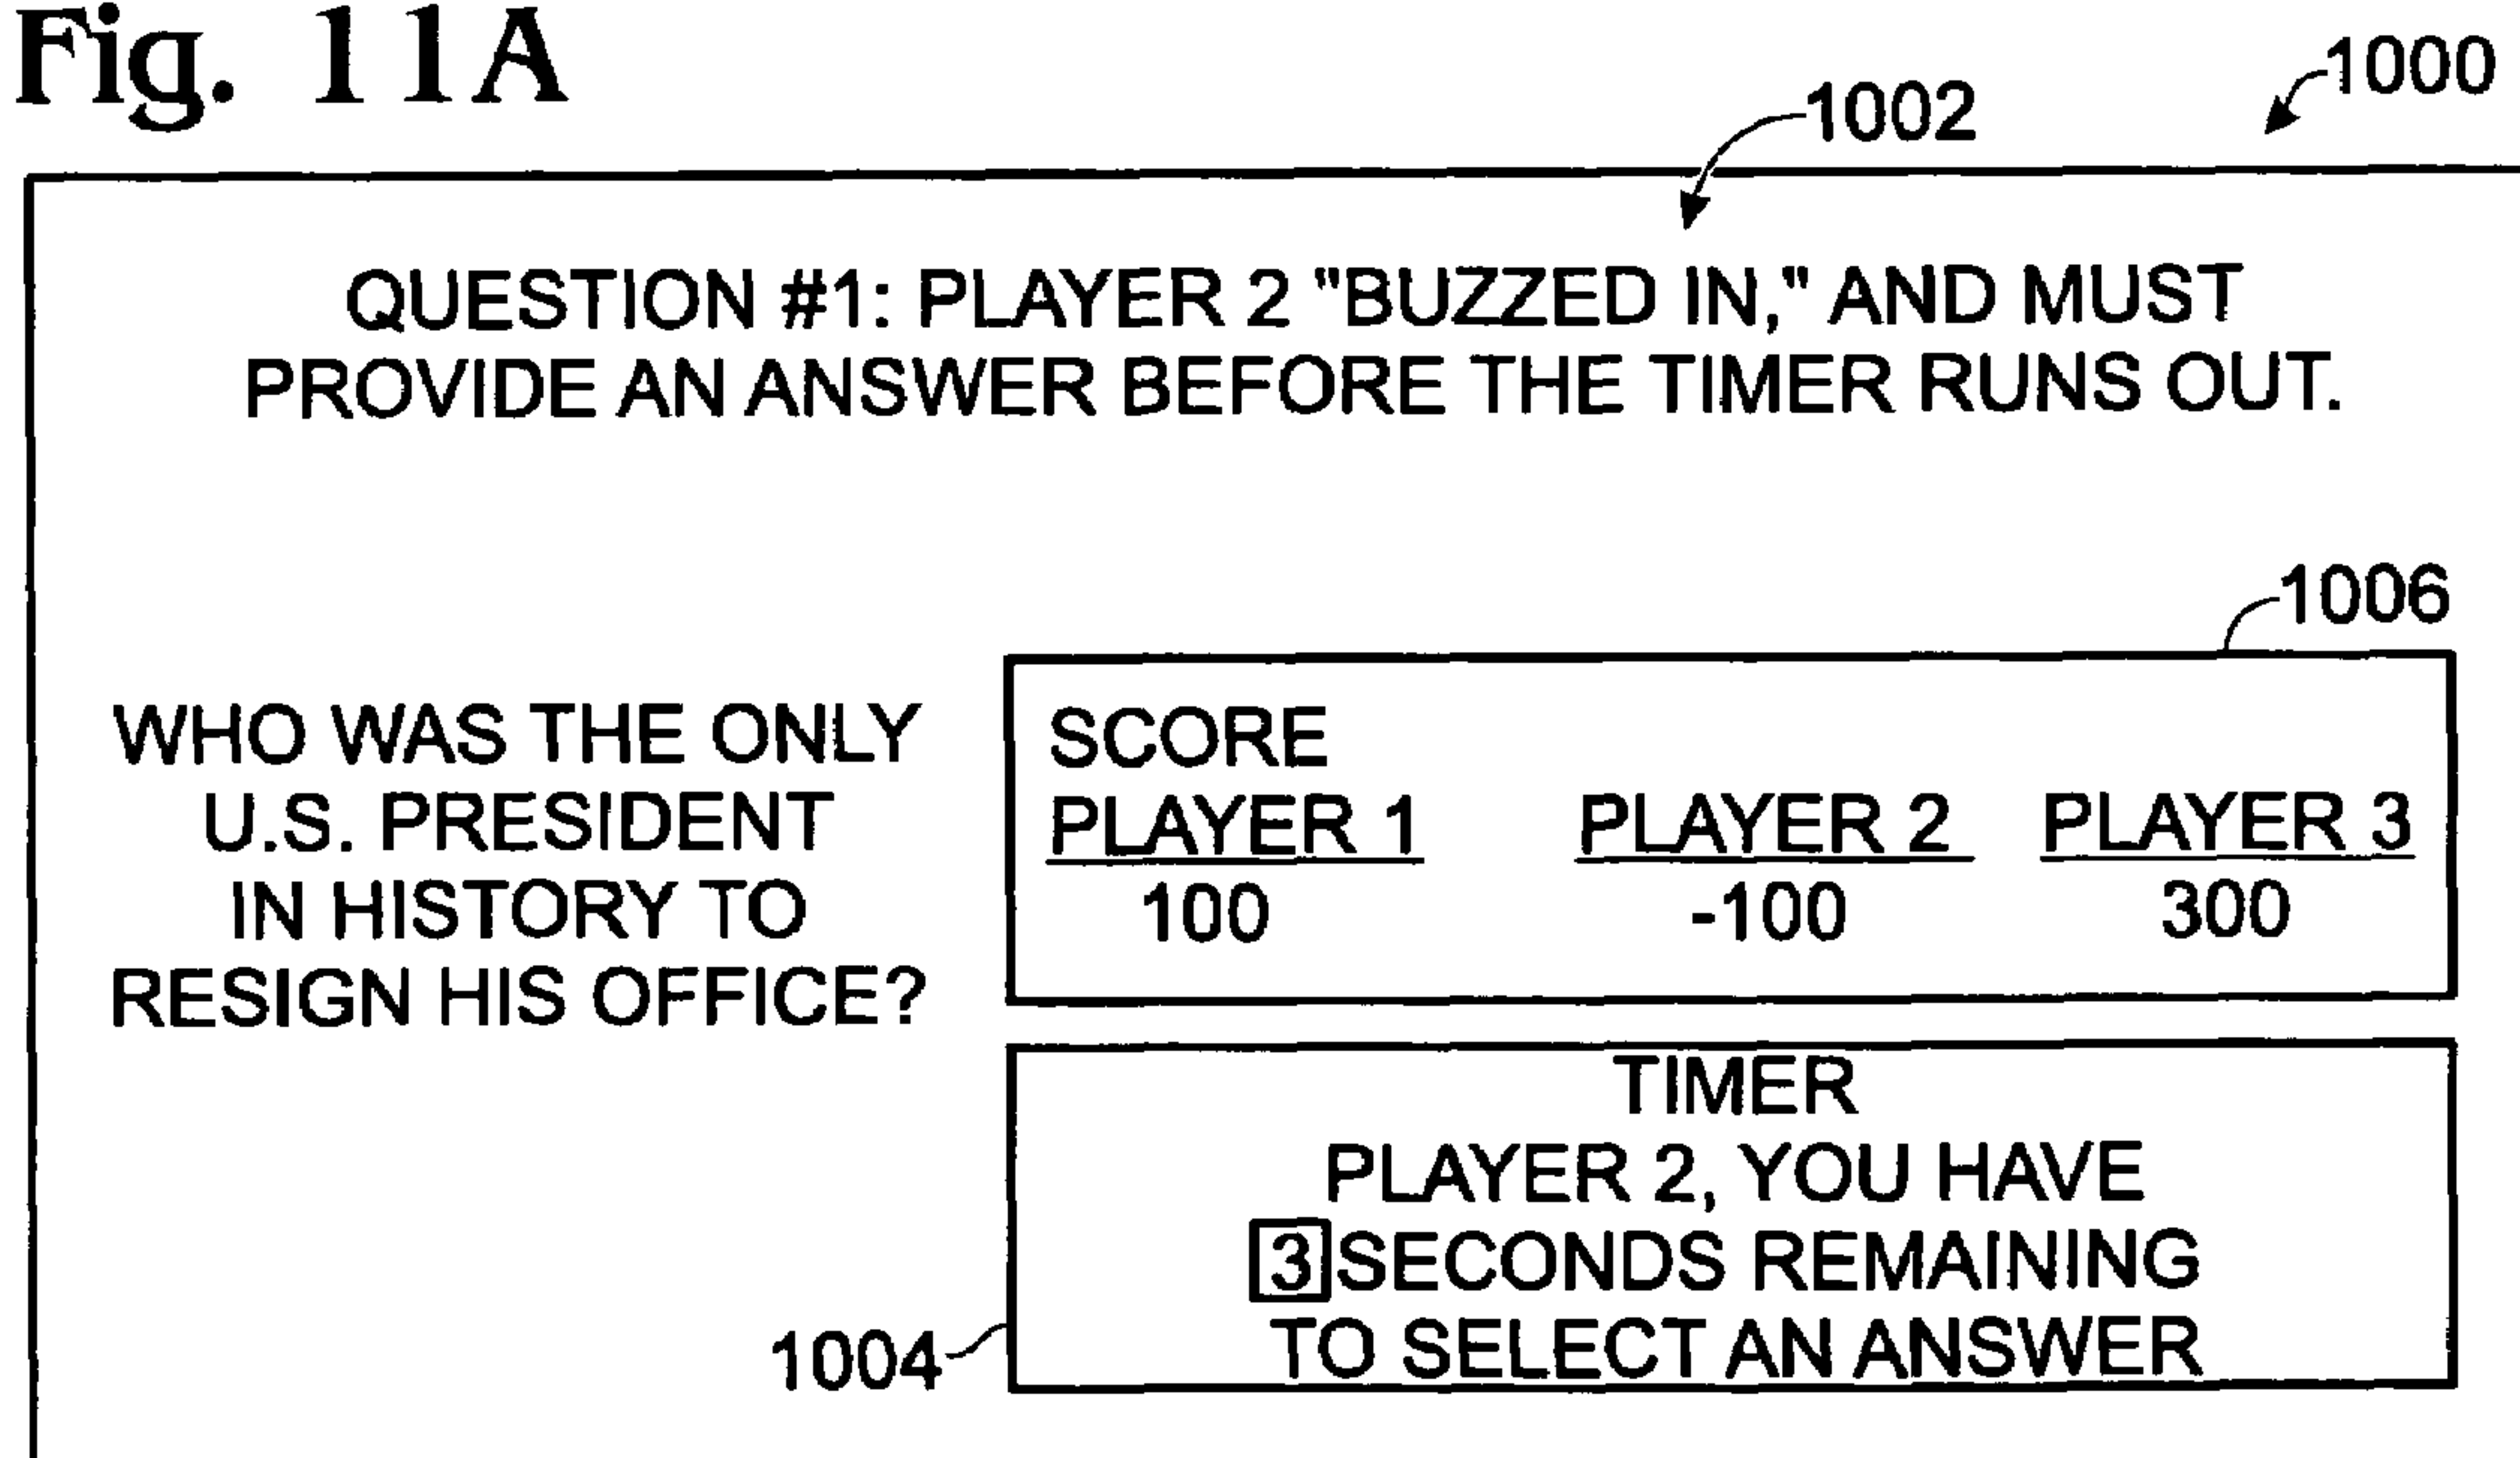 Fig. 11A
1000
1002
QUESTION #1: PLAYER 2 "BUZZED IN," AND MUST
PROVIDE AN ANSWER BEFORE THE TIMER RUNS OUT.
1006
WHO WAS THE ONLY
U.S. PRESIDENT
IN HISTORY TO
RESIGN HIS OFFICE?
SCORE
PLAYER 1 PLAYER 2 PLAYER 3
100 -100 300
TIMER
PLAYER 2, YOU HAVE
3 SECONDS REMAINING
TO SELECT AN ANSWER
1004